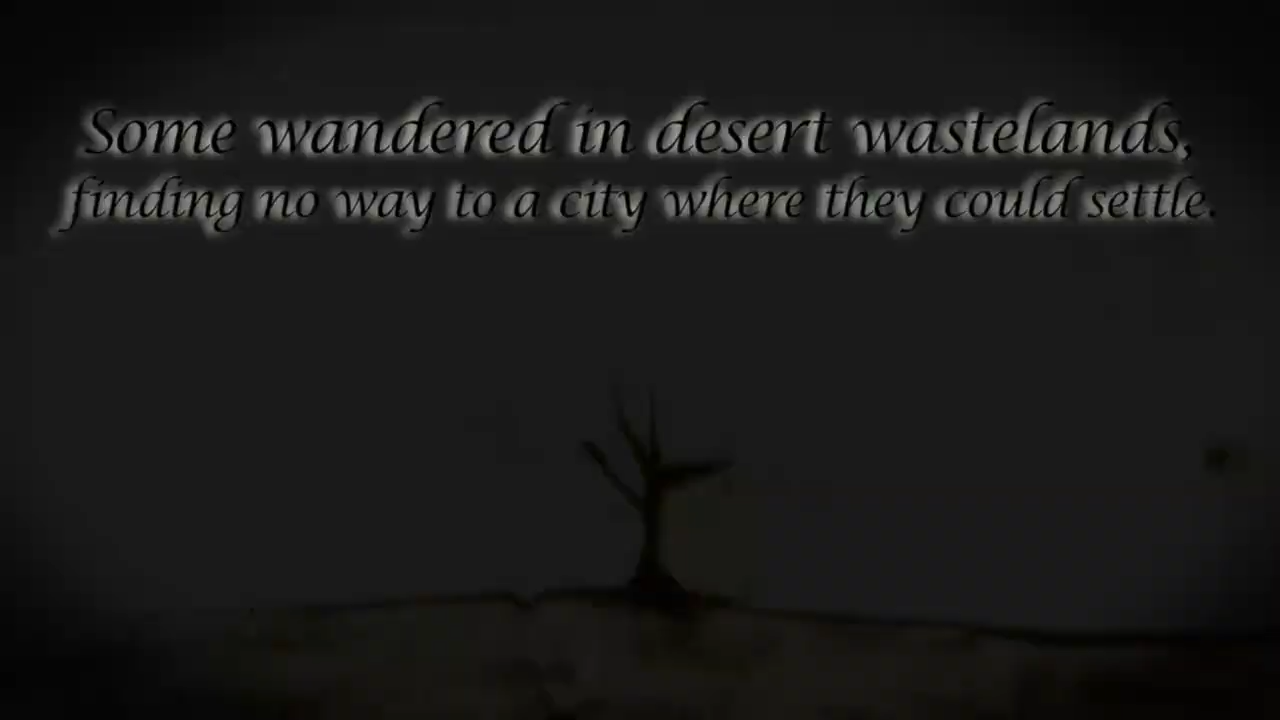 Some wandered in desert wastelands,
finding no way to a city where they could settle.